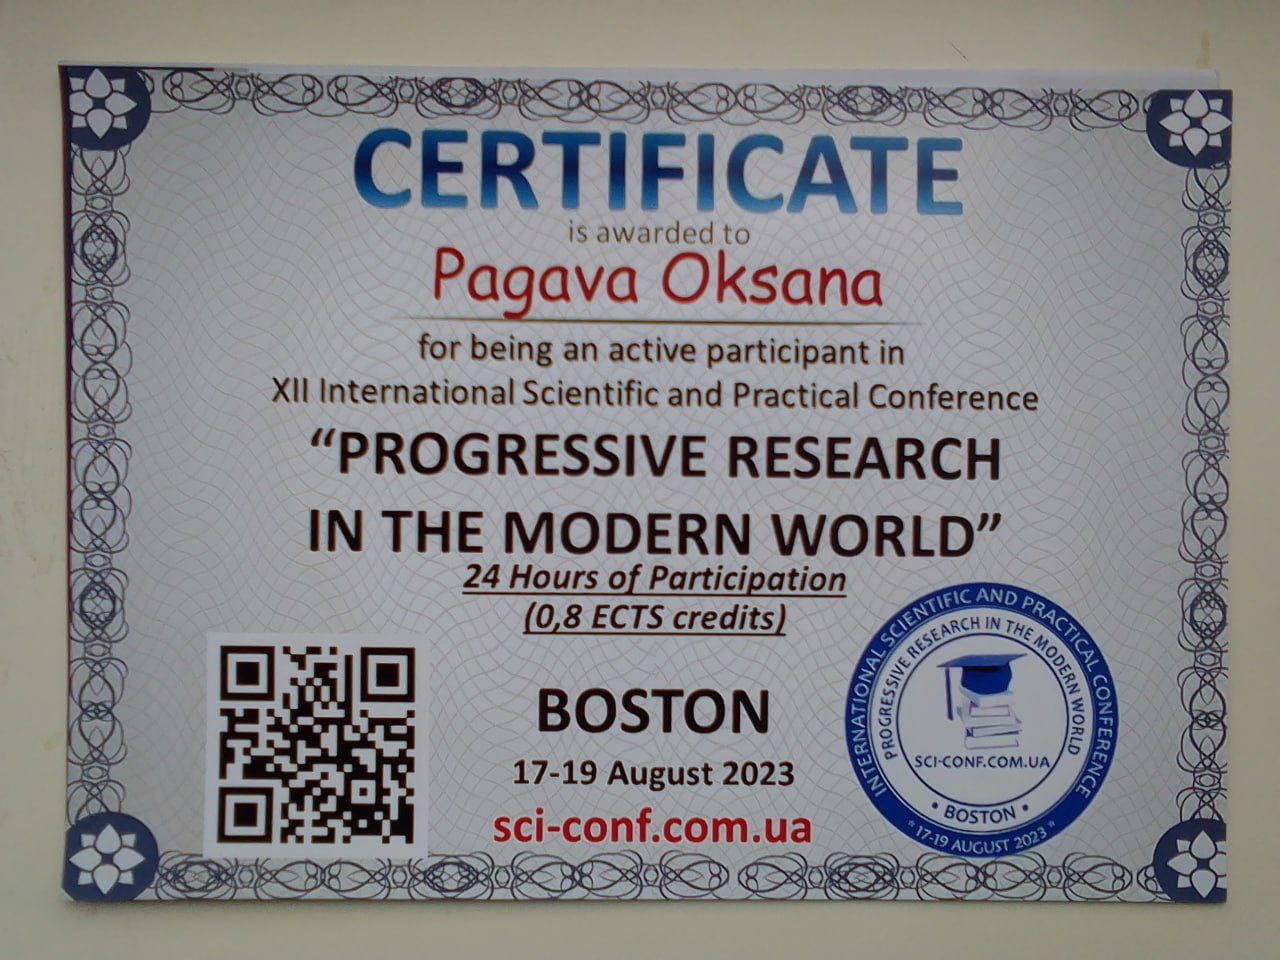 CERTIFICATE
is awarded to
Pagava Oksana
for being an active participant in
XII International Scientific and Practical Conference
“PROGRESSIVE RESEARCH
IN THE MODERN WORLD”
24 Hours of Participation
(0,8 ECTS credits)
BOSTON
17-19 August 2023
sci-conf.com.ua
INTERNATIONAL SCIENTIFIC AND PRACTICAL CONFERENCE
PROGRESSIVE RESEARCH IN THE MODERN WORLD
SCI-CONF.COM.UA
• BOSTON •
* 17-19 AUGUST 2023 *